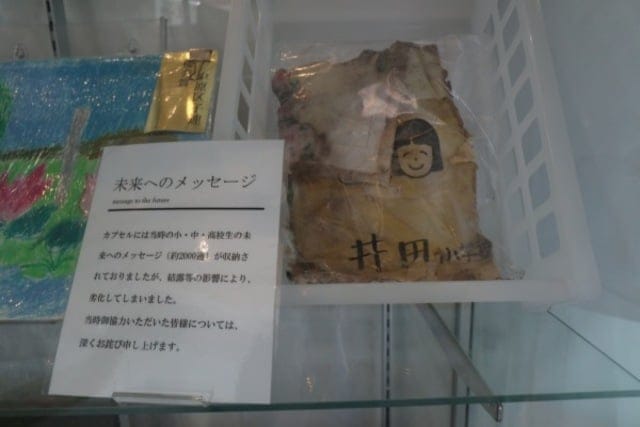 未来へのメッセージ
message to the future
カプセルには当時の小・中・高校生の未
来へのメッセージ（約2000通）が収納さ
れておりましたが、結露等の影響により、
劣化してしまいました。
当時御協力いただいた皆様については、
深くお詫び申し上げます。
井田小